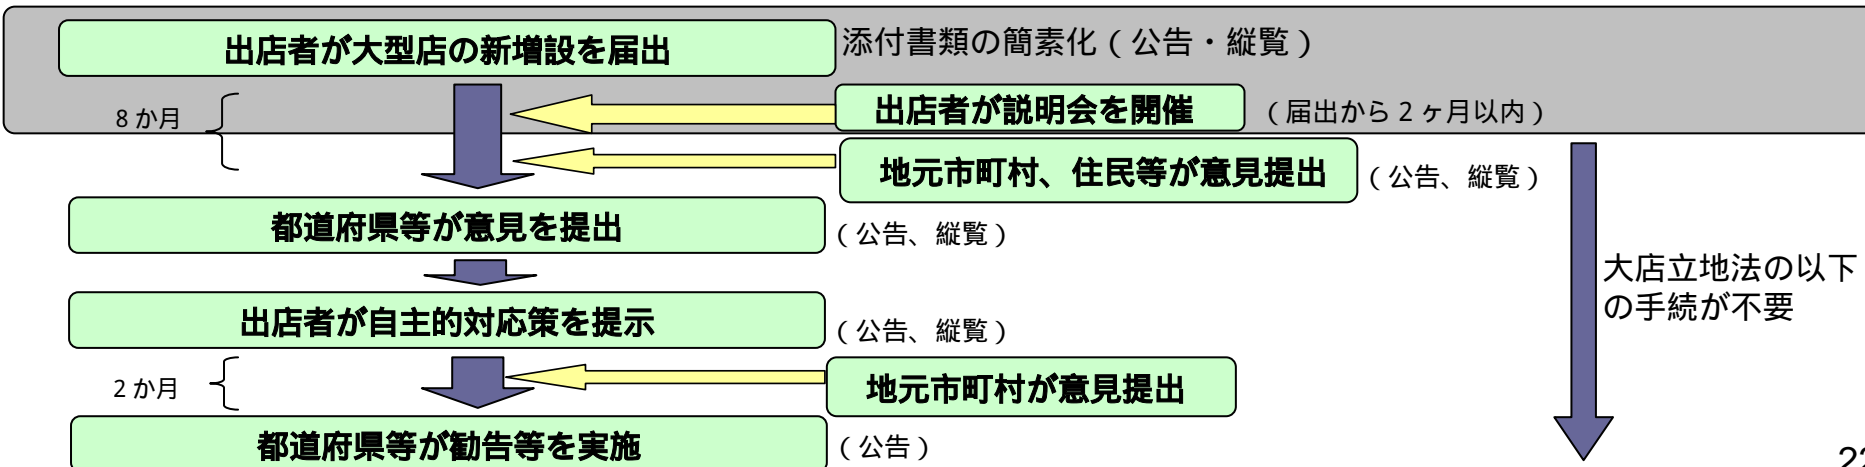 出店者が大型店の新増設を届出
添付書類の簡素化（公告・縦覧）
8か月
出店者が説明会を開催
（届出から2ヶ月以内）
地元市町村、住民等が意見提出
（公告、縦覧）
都道府県等が意見を提出
（公告、縦覧）
大店立地法の以下
の手続が不要
出店者が自主的対応策を提示
（公告、縦覧）
2か月
地元市町村が意見提出
都道府県等が勧告等を実施
（公告）